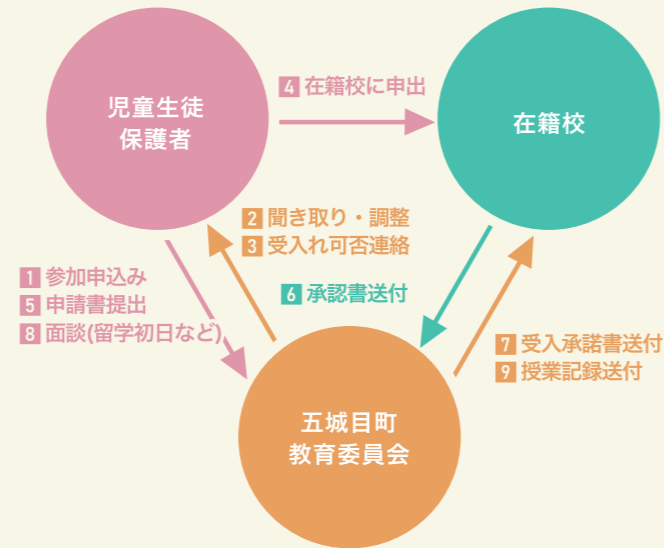 児童生徒
保護者
4 在籍校に申出
在籍校
2 聞き取り・調整
3 受入れ可否連絡
1 参加申込み
5 申請書提出
8 面談(留学初日など)
6 承認書送付
7 受入承諾書送付
9 授業記録送付
五城目町
教育委員会